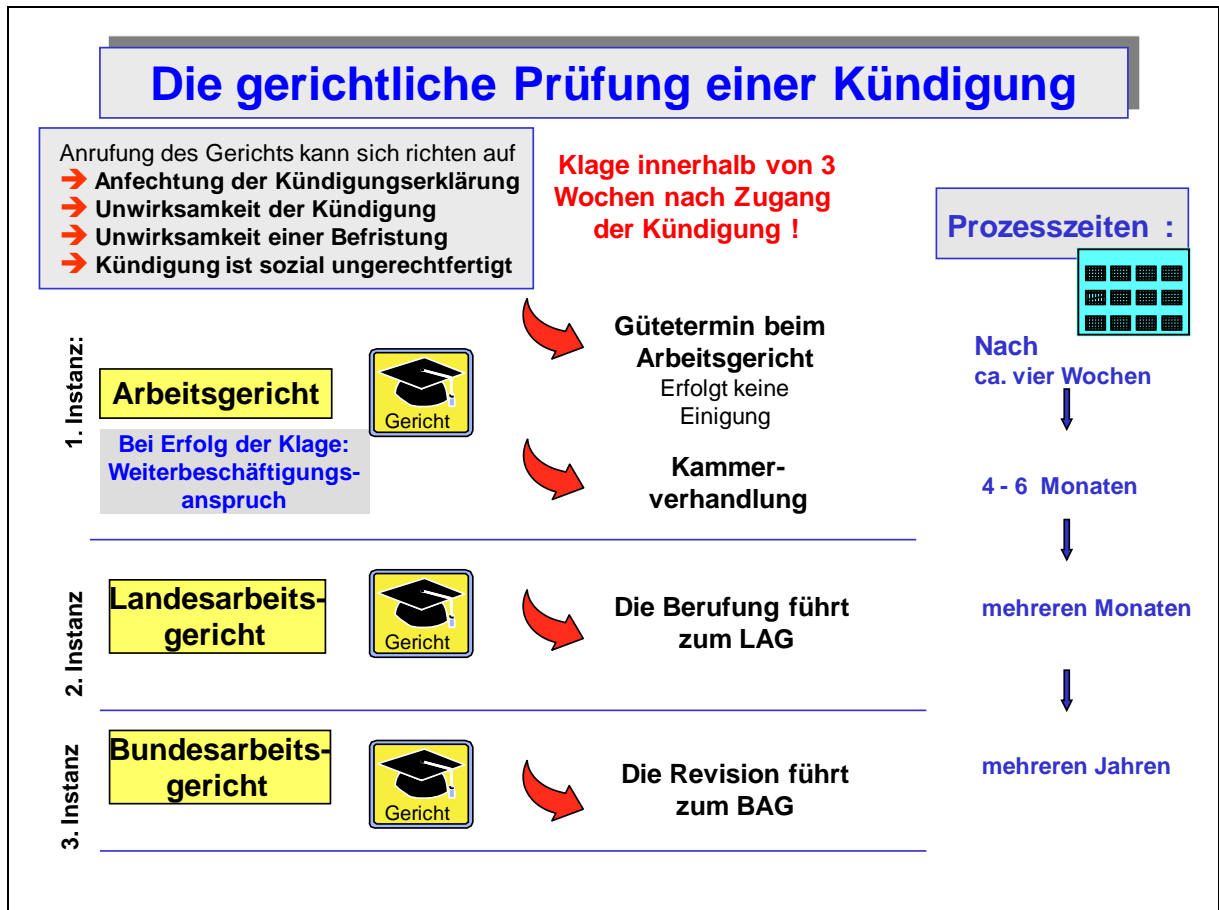 Die gerichtliche Prüfung einer Kündigung
Anrufung des Gerichts kann sich richten auf
➔ Anfechtung der Kündigungserklärung
➔ Unwirksamkeit der Kündigung
➔ Unwirksamkeit einer Befristung
➔ Kündigung ist sozial ungerechtfertigt
Klage innerhalb von 3
Wochen nach Zugang
der Kündigung !
Prozesszeiten :
1. Instanz:
Arbeitsgericht
Bei Erfolg der Klage:
Weiterbeschäftigungs-
anspruch
Gericht
Gütetermin beim
Arbeitsgericht
Erfolgt keine
Einigung
Kammer-
verhandlung
Nach
ca. vier Wochen
4 - 6 Monaten
2. Instanz
Landesarbeits-
gericht
Gericht
Die Berufung führt
zum LAG
mehreren Monaten
3. Instanz
Bundesarbeits-
gericht
Gericht
Die Revision führt
zum BAG
mehreren Jahren